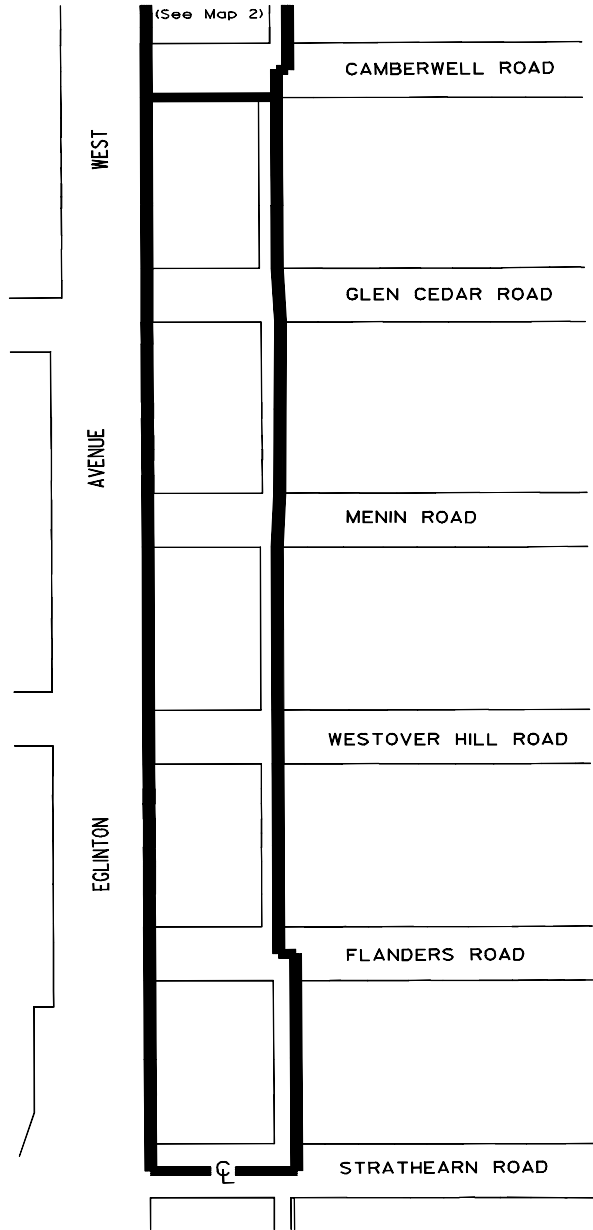 (See Map 2)
CAMBERWELL ROAD
WEST
GLEN CEDAR ROAD
AVENUE
MENIN ROAD
WESTOVER HILL ROAD
EGLINTON
FLANDERS ROAD
STRATHEARN ROAD
CL